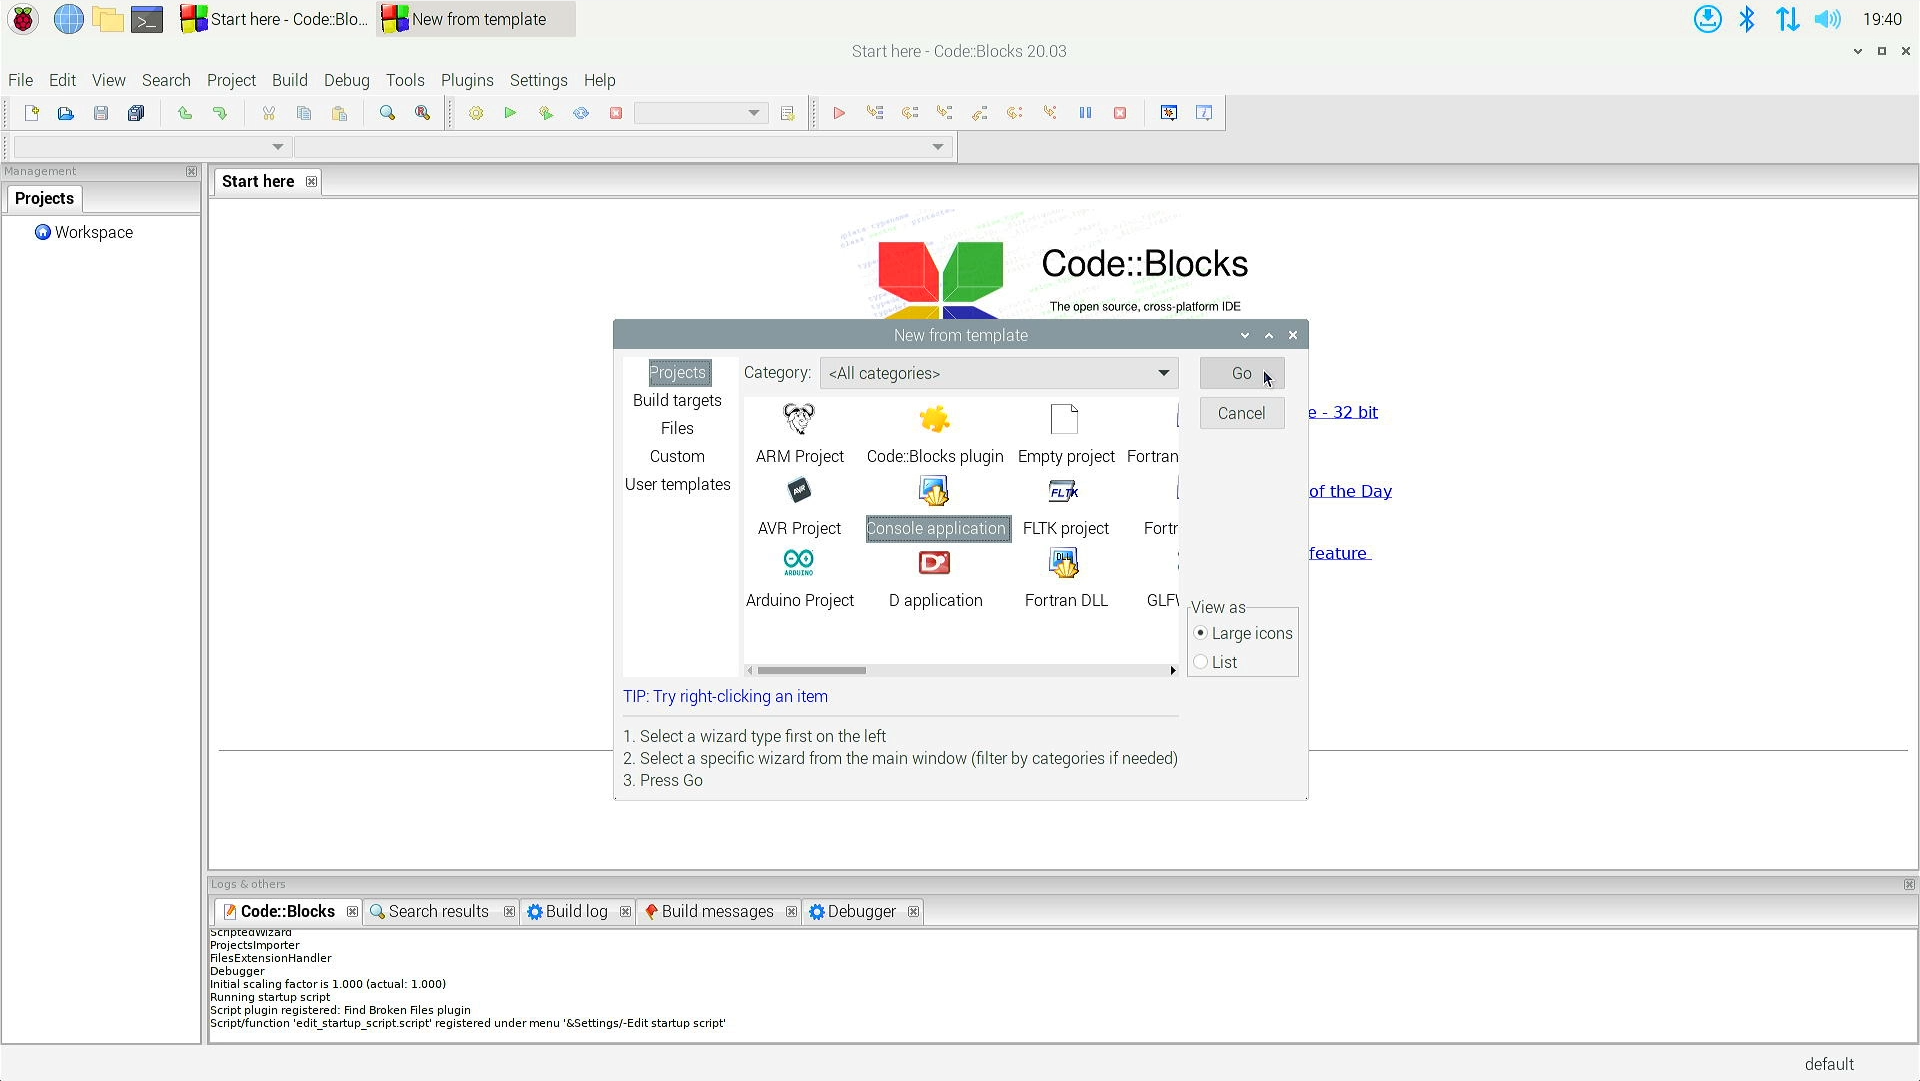 Start here - Code::Blo...
New from template
19:40
Start here - Code::Blocks 20.03
File Edit View Search Project Build Debug Tools Plugins Settings Help
Management
Projects
Workspace
Start here
Code::Blocks
The open source, cross-platform IDE
New from template
Projects
Build targets
Files
Custom
User templates
Category: <All categories>
Go
Cancel
ARM Project Code::Blocks plugin Empty project Fortran
AVR Project Console application FLTK project Fortr
Arduino Project D application Fortran DLL GLF
View as
Large icons
List
TIP: Try right-clicking an item
1. Select a wizard type first on the left
2. Select a specific wizard from the main window (filter by categories if needed)
3. Press Go
e - 32 bit
of the Day
feature
Logs & others
Code::Blocks Search results Build log Build messages Debugger
ScriptedWizard
ProjectsImporter
FilesExtensionHandler
Debugger
Initial scaling factor is 1.000 (actual: 1.000)
Running startup script
Script plugin registered: Find Broken Files plugin
Script/function 'edit_startup_script.script' registered under menu '&Settings/-Edit startup script'
default